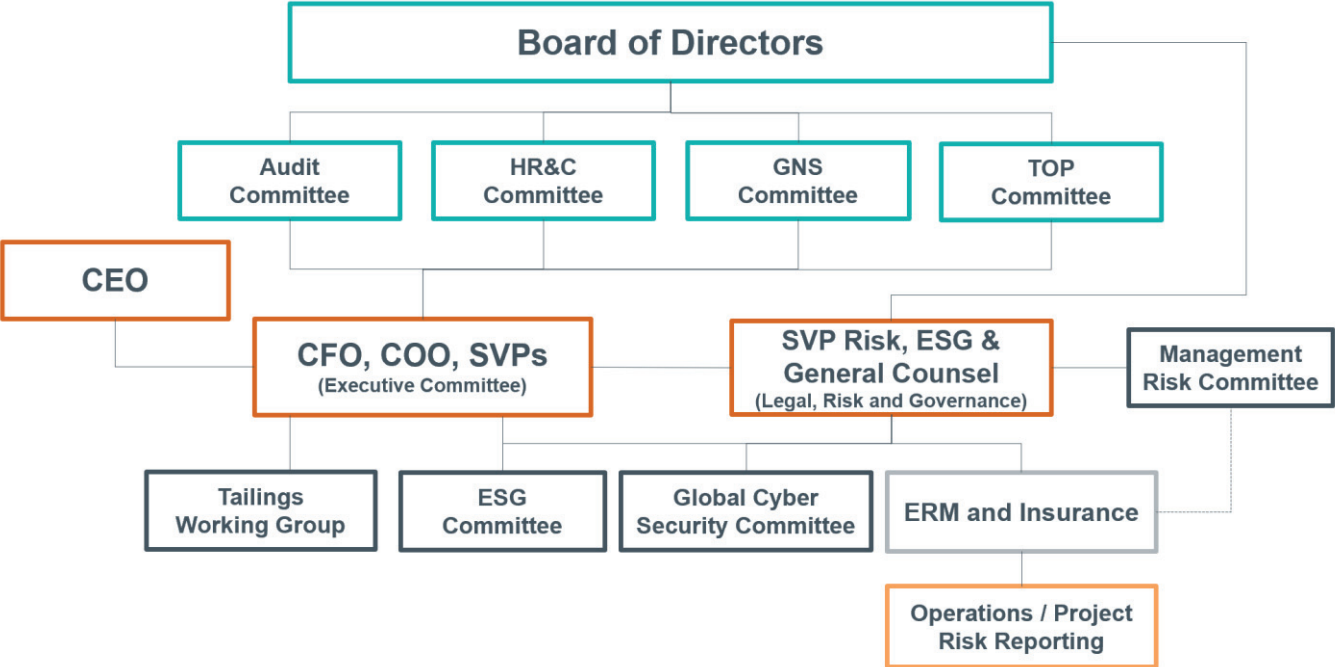 Board of Directors
Audit
Committee
HR&C
Committee
GNS
Committee
TOP
Committee
CEO
CFO, COO, SVPs
(Executive Committee)
SVP Risk, ESG &
General Counsel
(Legal, Risk and Governance)
Management
Risk Committee
Tailings
Working Group
ESG
Committee
Global Cyber
Security Committee
ERM and Insurance
Operations / Project
Risk Reporting